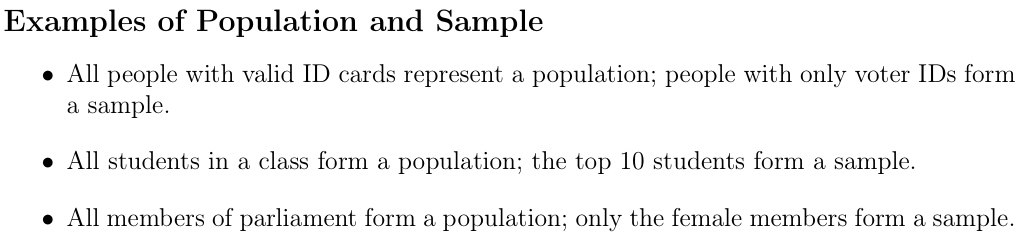 Examples of Population and Sample
• All people with valid ID cards represent a population; people with only voter IDs form
a sample.
• All students in a class form a population; the top 10 students form a sample.
• All members of parliament form a population; only the female members form a sample.